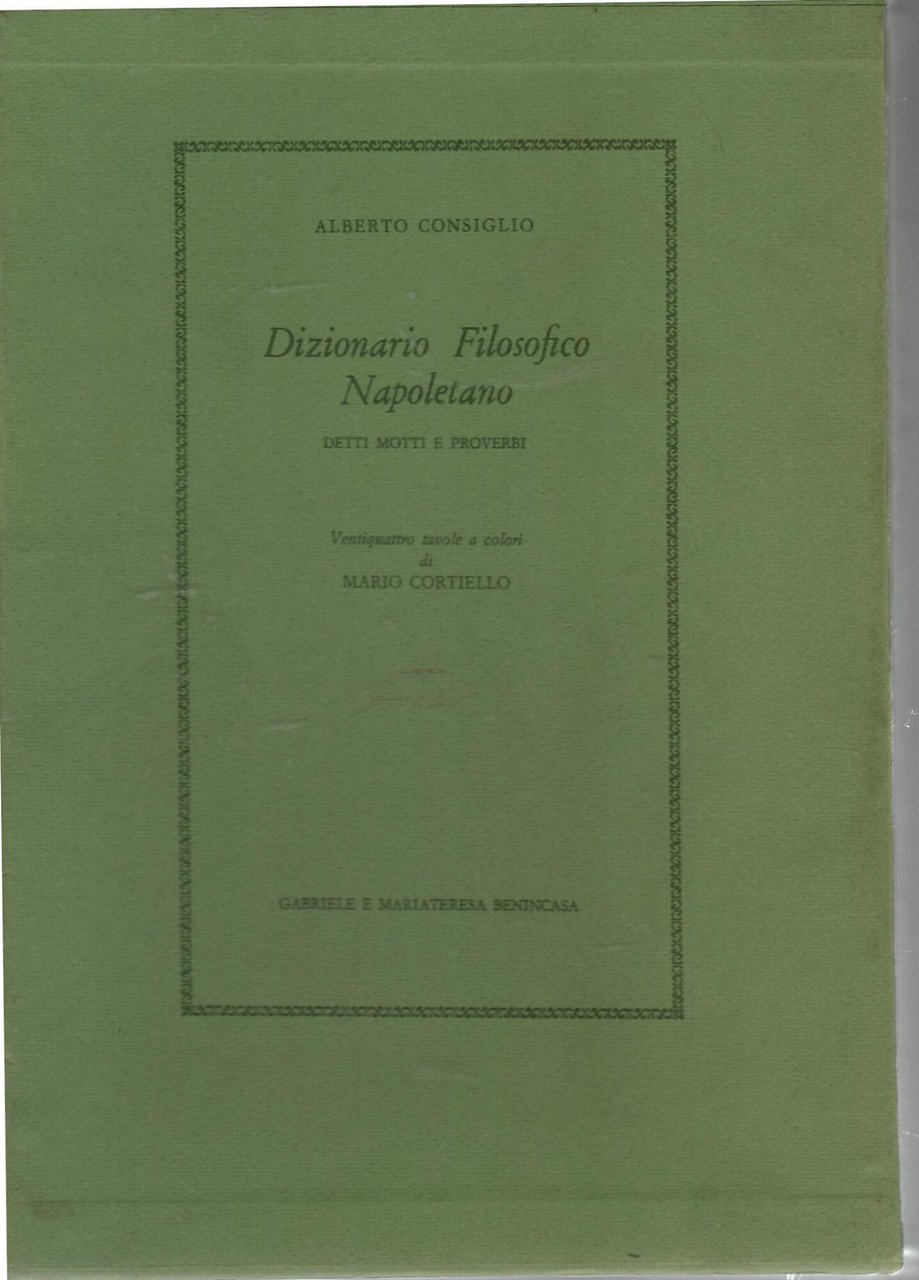 ALBERTO CONSIGLIO
Dizionario Filosofico
Napoletano
DETTI MOTTI E PROVERBI
Ventiquattro tavole a colori
di
MARIO CORTIELLO
GABRIELE E MARIATERESA BENINCASA